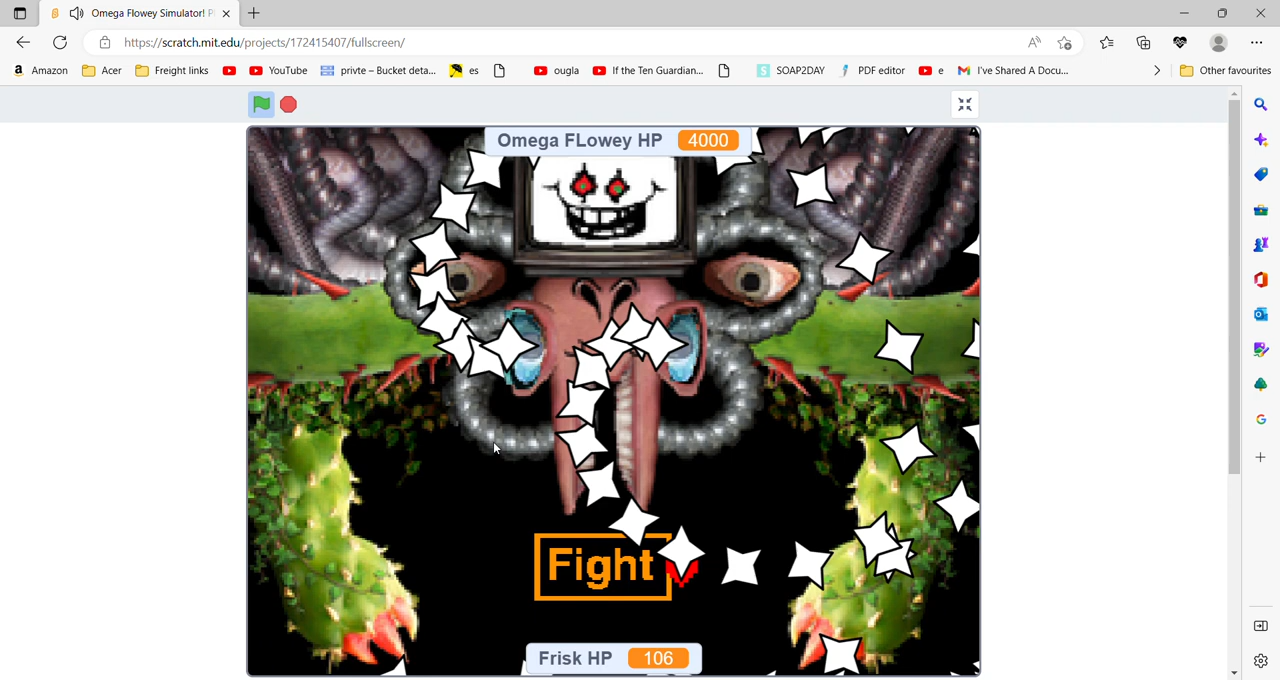 Omega Flowey Simulator! P
https://scratch.mit.edu/projects/172415407/fullscreen/
Amazon Acer Freight links YouTube privte – Bucket deta... es ougla If the Ten Guardian... SOAP2DAY PDF editor e I've Shared A Docu... Other favourites
Omega FLowey HP 4000
Fight
Frisk HP 106